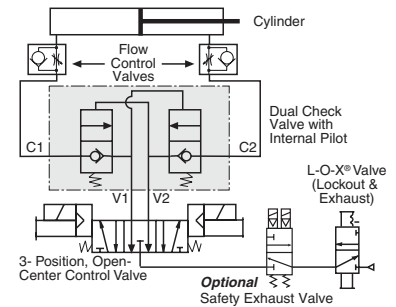 Cylinder
Flow
Control
Valves
Dual Check
Valve with
Internal Pilot
C1
C2
L-O-X® Valve
(Lockout &
Exhaust)
V1
V2
3- Position, Open-
Center Control Valve
Optional
Safety Exhaust Valve